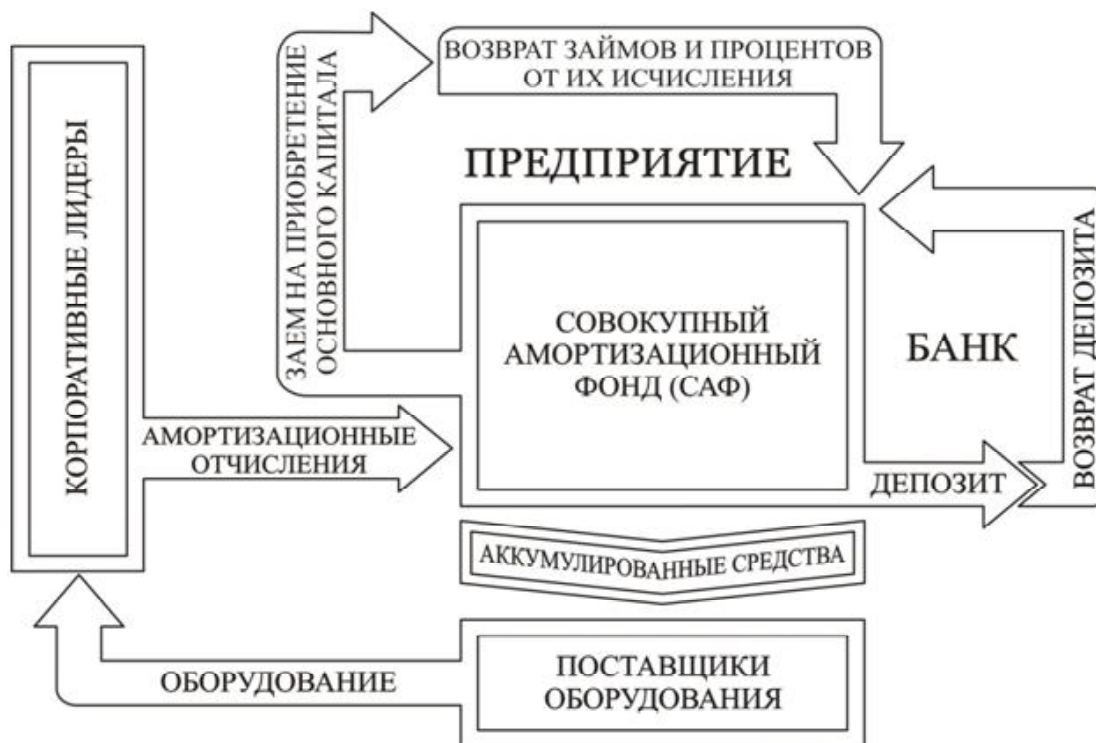 ВОЗВРАТ ЗАЙМОВ И ПРОЦЕНТОВ
ОТ ИХ ИСЧИСЛЕНИЯ
ЗАЕМ НА ПРИОБРЕТЕНИЕ
ОСНОВНОГО КАПИТАЛА
КОРПОРАТИВНЫЕ ЛИДЕРЫ
ПРЕДПРИЯТИЕ
СОВОКУПНЫЙ
АМОРТИЗАЦИОННЫЙ
ФОНД (САФ)
БАНК
ВОЗВРАТ ДЕПОЗИТА
АМОРТИЗАЦИОННЫЕ
ОТЧИСЛЕНИЯ
ДЕПОЗИТ
АККУМУЛИРОВАННЫЕ СРЕДСТВА
ОБОРУДОВАНИЕ
ПОСТАВЩИКИ
ОБОРУДОВАНИЯ